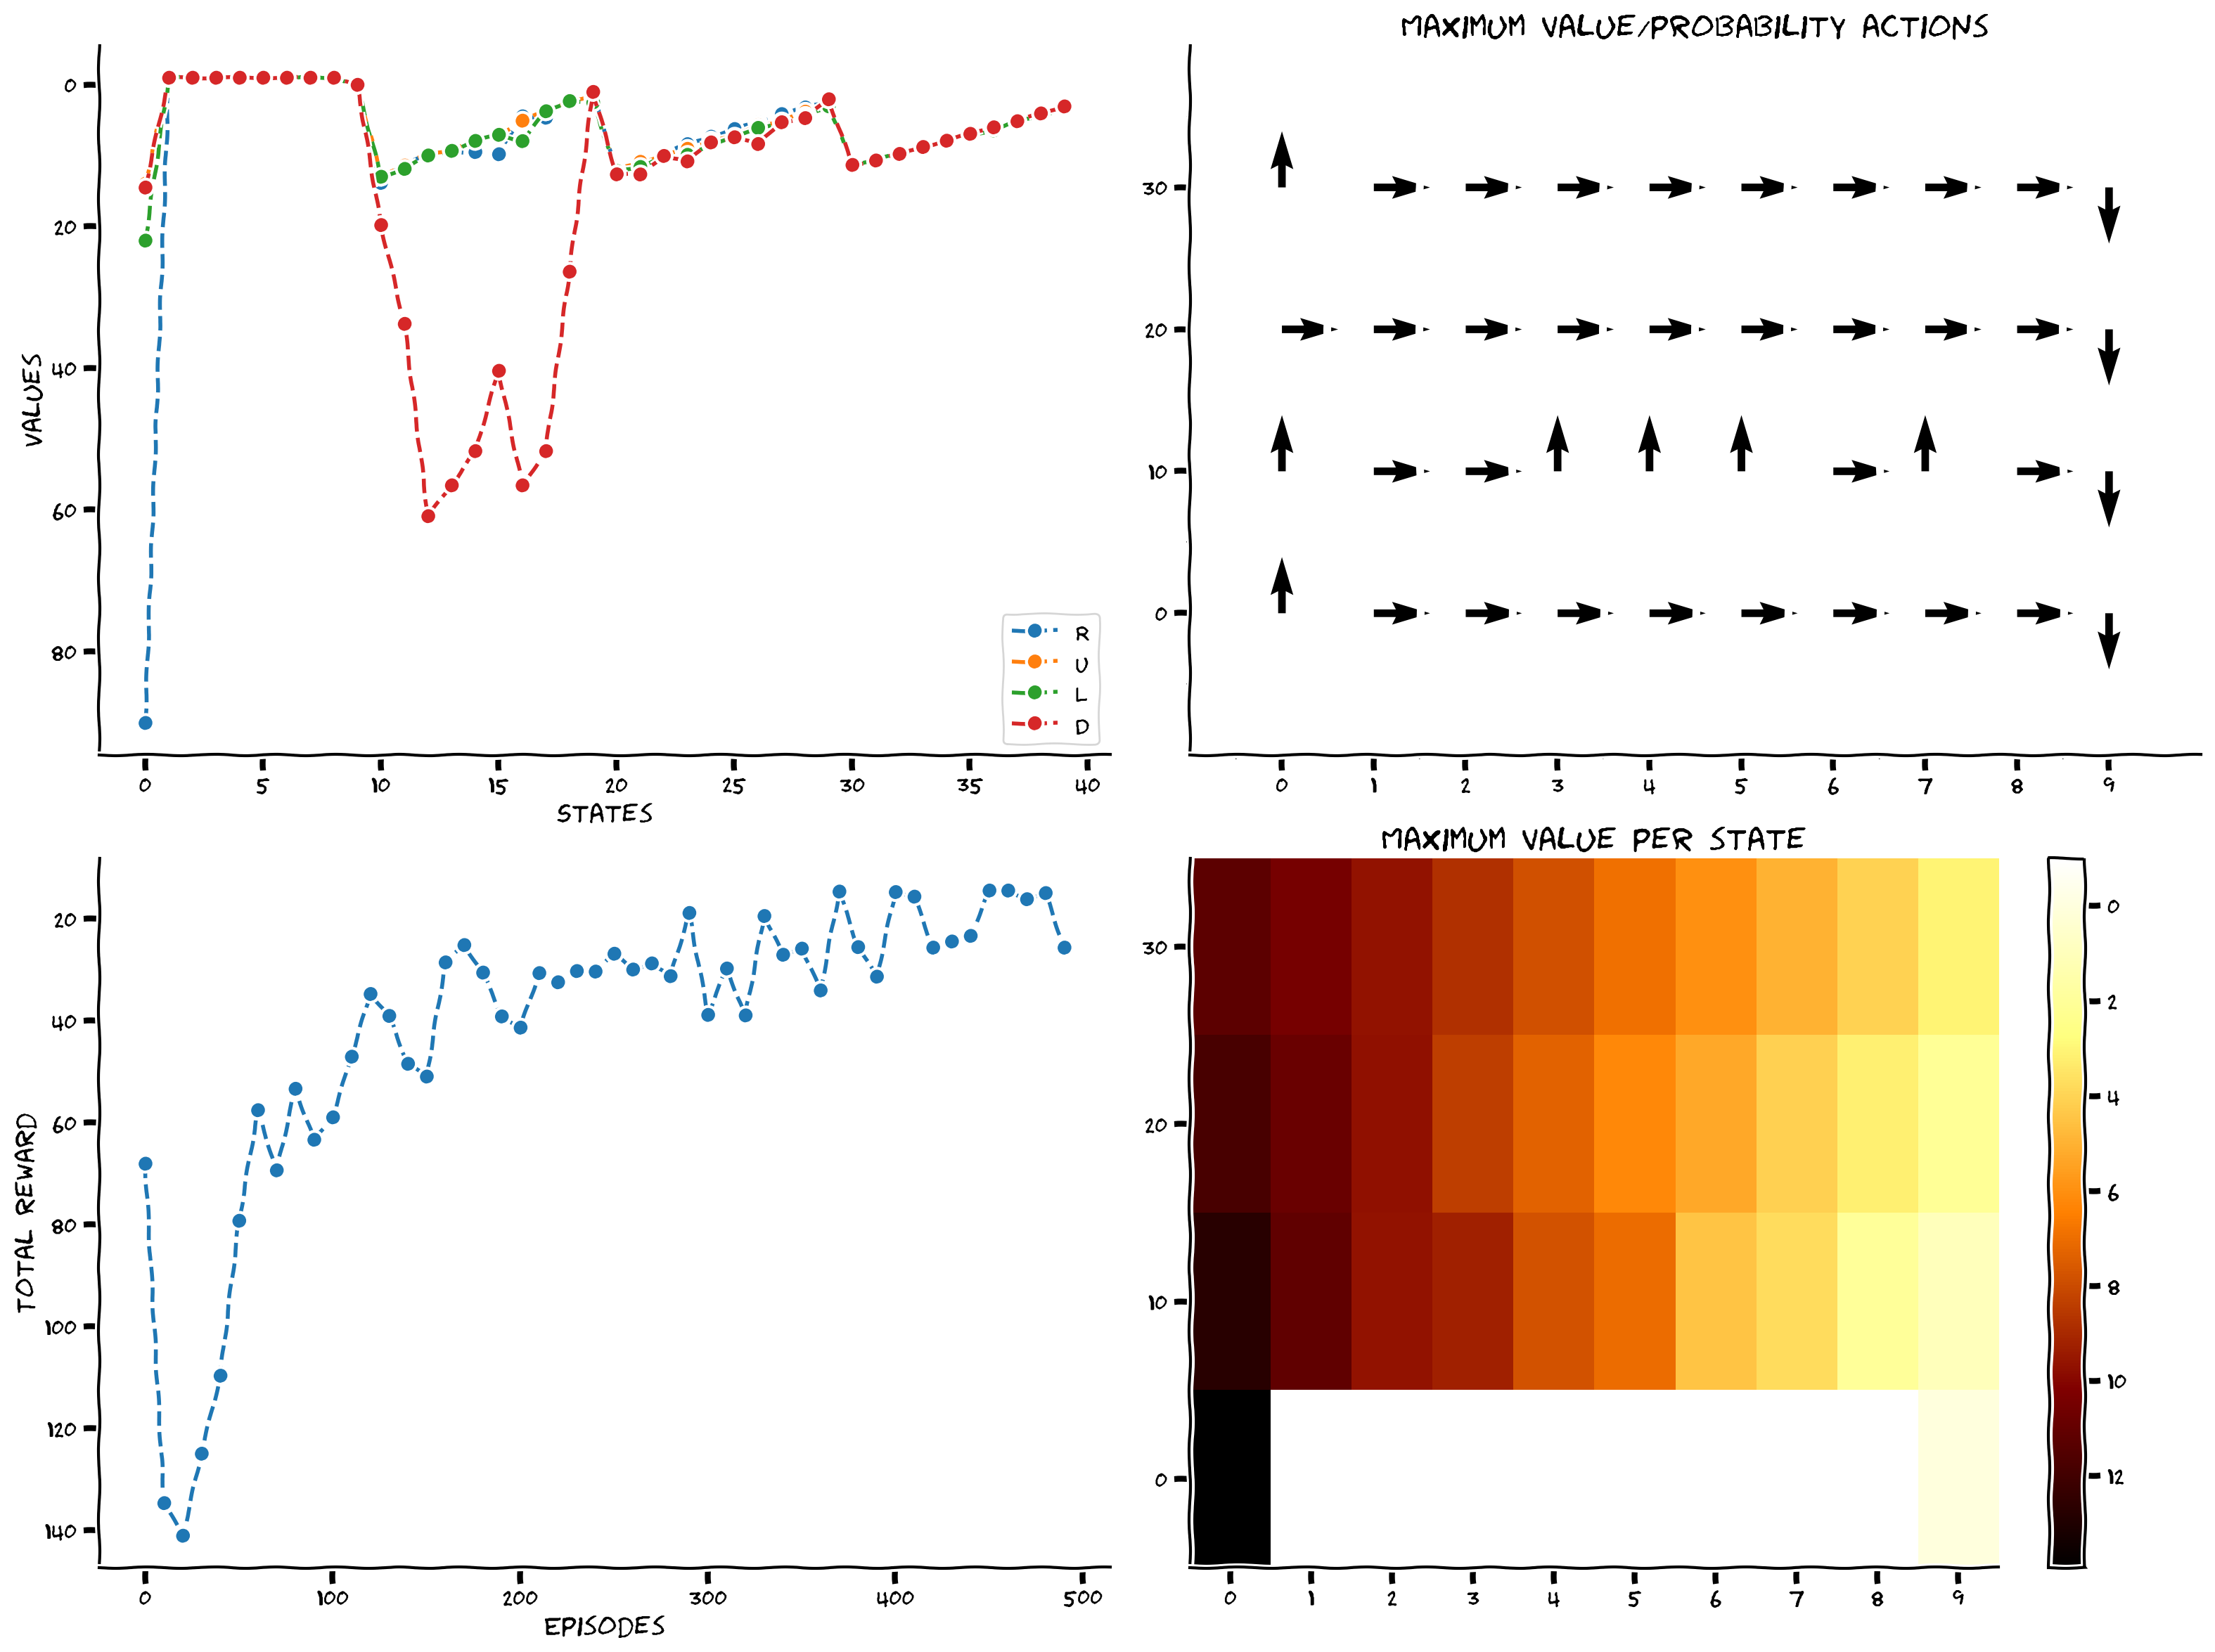 MAXIMUM VALUE/PROBABILITY ACTIONS
0
20
40
60
80
VALUES
R
U
L
D
0 5 10 15 20 25 30 35 40
STATES
30
20
10
0
0 1 2 3 4 5 6 7 8 9
20
40
60
80
100
120
140
TOTAL REWARD
0 100 200 300 400 500
EPISODES
MAXIMUM VALUE PER STATE
30
20
10
0
0 1 2 3 4 5 6 7 8 9
0
2
4
6
8
10
12